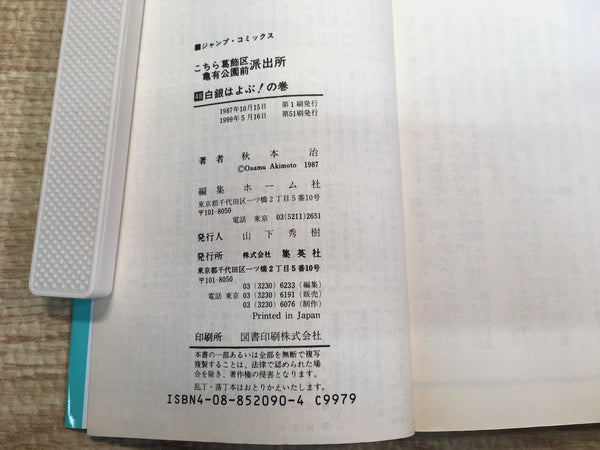 ■ジャンプ・コミックス
こちら葛飾区亀有公園前派出所
48白銀はよぶ!の巻
1987年10月15日 第1刷発行
1999年5月16日 第51刷発行
著者 秋本治
©Osamu Akimoto 1987
編集 ホーム社
東京都千代田区一ツ橋2丁目5番10号
〒101-8050
電話 東京 03(5211)2651
発行人 山下秀樹
発行所 株式会社 集英社
東京都千代田区一ツ橋2丁目5番10号
〒101-8050
03(3230)6233(編集)
電話 東京 03(3230)6191(販売)
03(3230)6076(制作)
Printed in Japan
印刷所 図書印刷株式会社
本書の一部あるいは全部を無断で複写
複製することは、法律で認められた場
合を除き、著作権の侵害となります。
乱丁・落丁本はおとりかえいたします。
ISBN4-08-852090-4 C9979